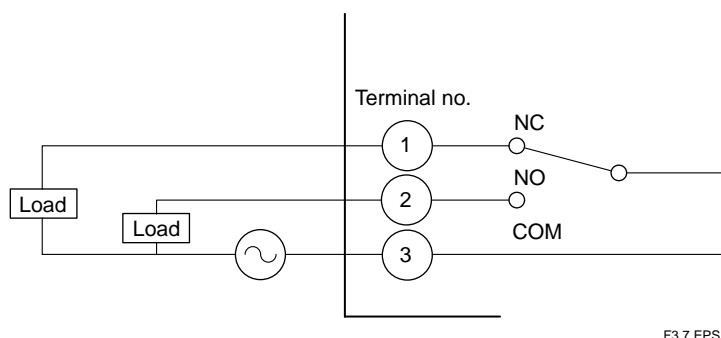 Terminal no.
NC
1
NO
2
Load
Load
COM
3
F3.7.EPS